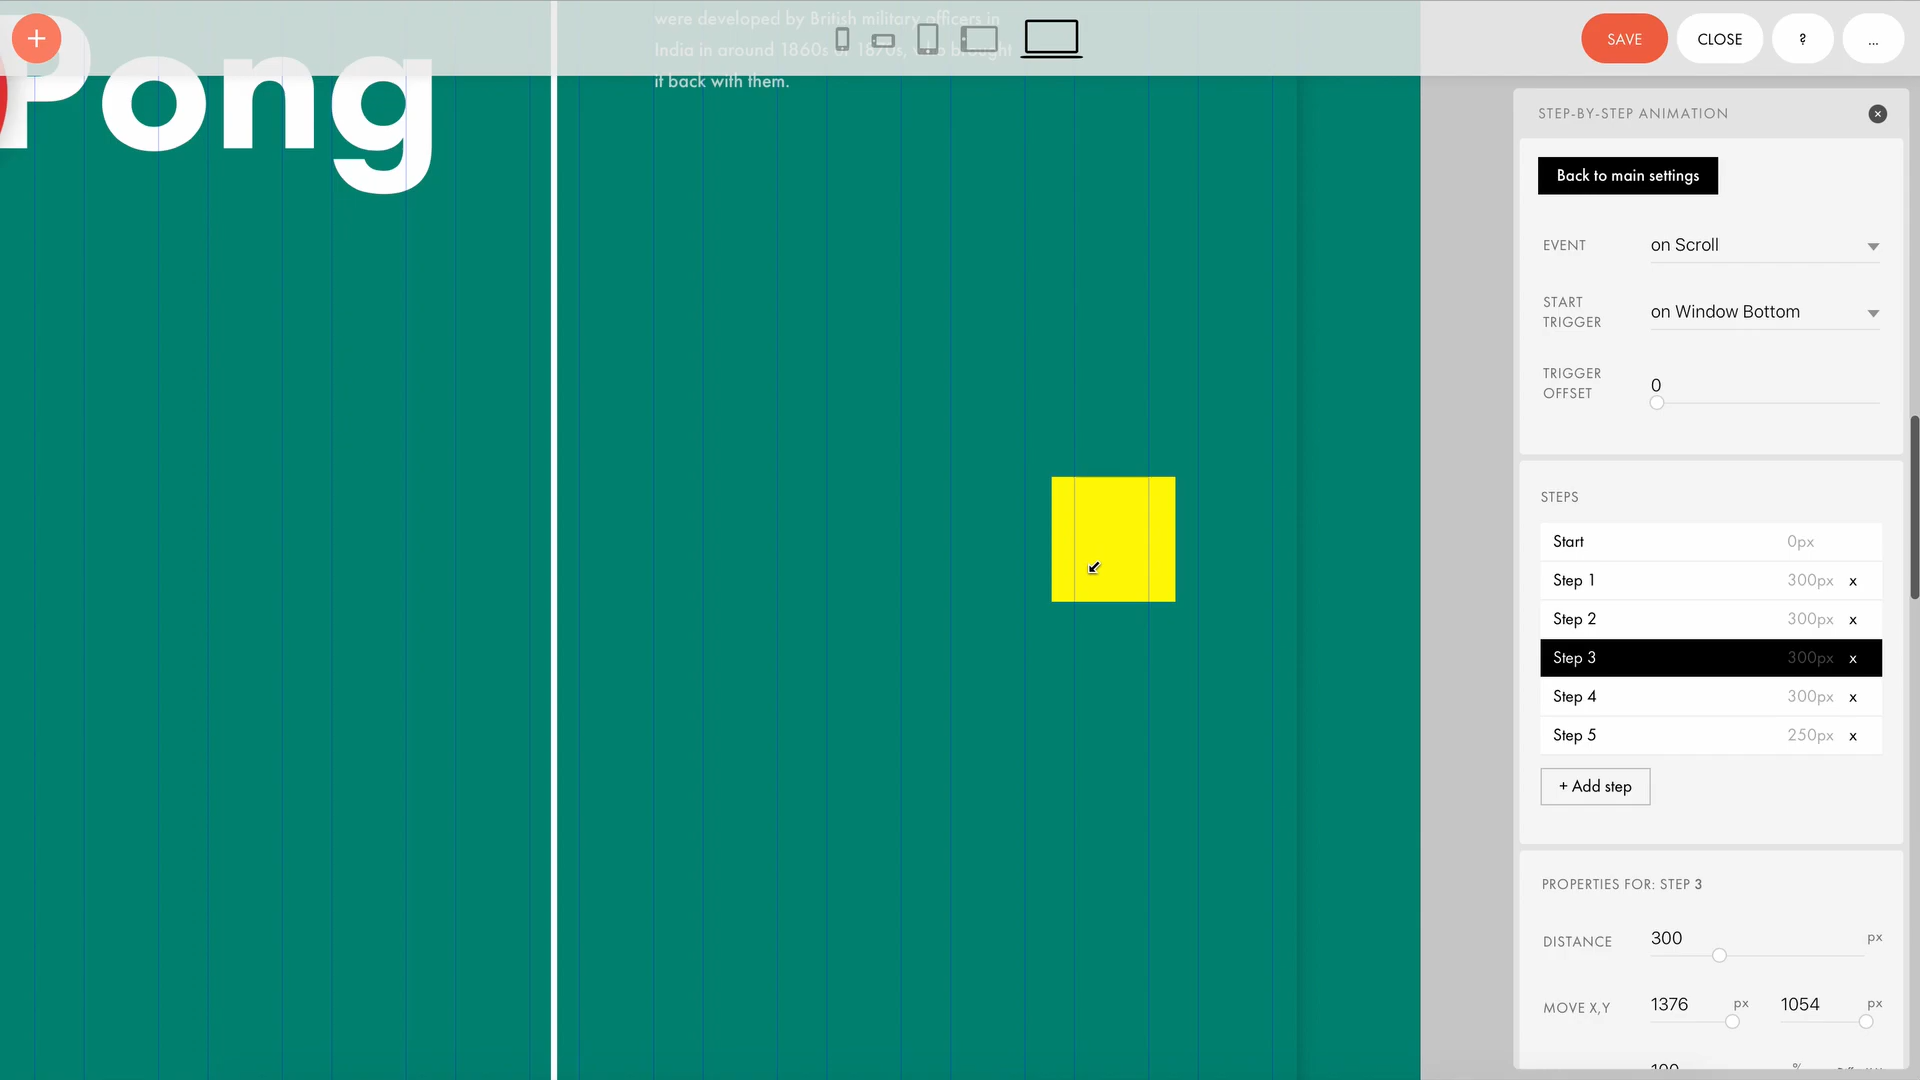 were developed by British military officers in
India in around 1860s or 1870s, who brought
it back with them.
Pong
SAVE
CLOSE
?
...
STEP-BY-STEP ANIMATION
Back to main settings
EVENT
on Scroll
START
TRIGGER
on Window Bottom
TRIGGER
OFFSET
0
STEPS
Start 0px
Step 1 300px x
Step 2 300px x
Step 3 300px x
Step 4 300px x
Step 5 250px x
+ Add step
PROPERTIES FOR: STEP 3
DISTANCE 300 px
MOVE X,Y 1376 px 1054 px
100 %